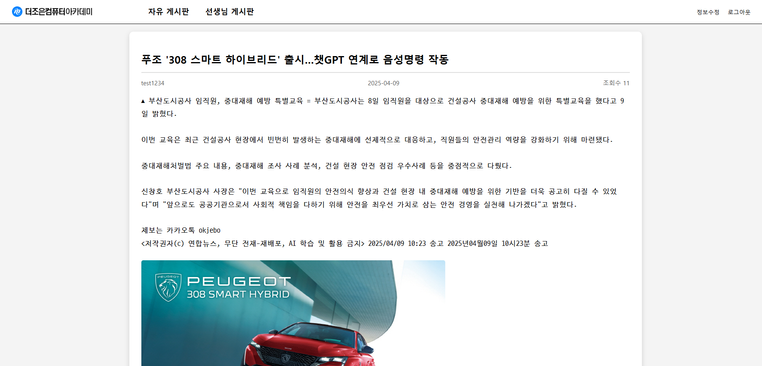 더조은컴퓨터아카데미
자유 게시판 선생님 게시판
정보수정 로그아웃
푸조 '308 스마트 하이브리드' 출시...챗GPT 연계로 음성명령 작동
test1234 2025-04-09 조회수 11
▲ 부산도시공사 임직원, 중대재해 예방 특별교육 = 부산도시공사는 8일 임직원을 대상으로 건설공사 중대재해 예방을 위한 특별교육을 했다고 9
일 밝혔다.
이번 교육은 최근 건설공사 현장에서 빈번히 발생하는 중대재해에 선제적으로 대응하고, 직원들의 안전관리 역량을 강화하기 위해 마련됐다.
중대재해처벌법 주요 내용, 중대재해 조사 사례 분석, 건설 현장 안전 점검 우수사례 등을 중점적으로 다뤘다.
신창호 부산도시공사 사장은 "이번 교육으로 임직원의 안전의식 향상과 건설 현장 내 중대재해 예방을 위한 기반을 더욱 공고히 다질 수 있었
다"며 "앞으로도 공공기관으로서 사회적 책임을 다하기 위해 안전을 최우선 가치로 삼는 안전 경영을 실천해 나가겠다"고 밝혔다.
제보는 카카오톡 okjebo
<저작권자(c) 연합뉴스, 무단 전재-재배포, AI 학습 및 활용 금지> 2025/04/09 10:23 송고 2025년04월09일 10시23분 송고
PEUGEOT
308 SMART HYBRID